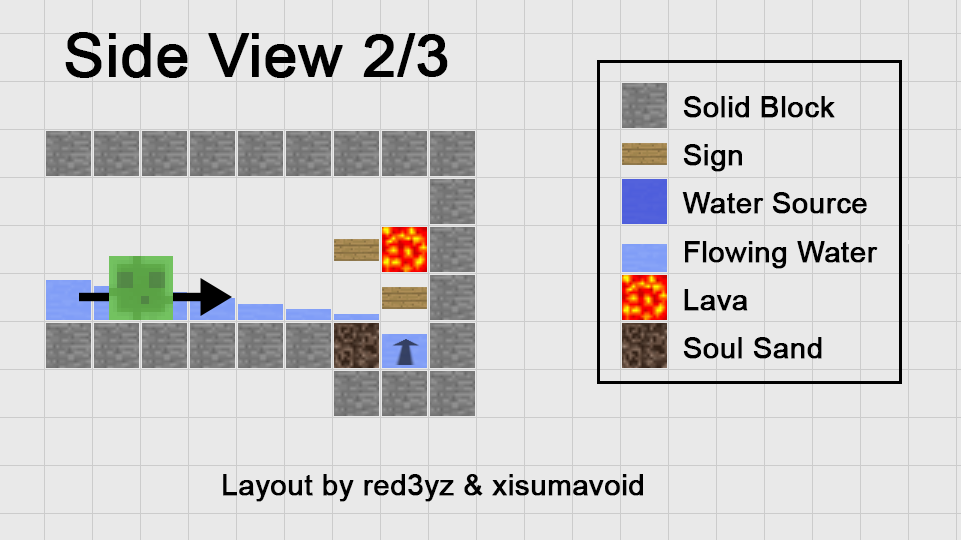 Side View 2/3
Solid Block
Sign
Water Source
Flowing Water
Lava
Soul Sand
Layout by red3yz & xisumavoid